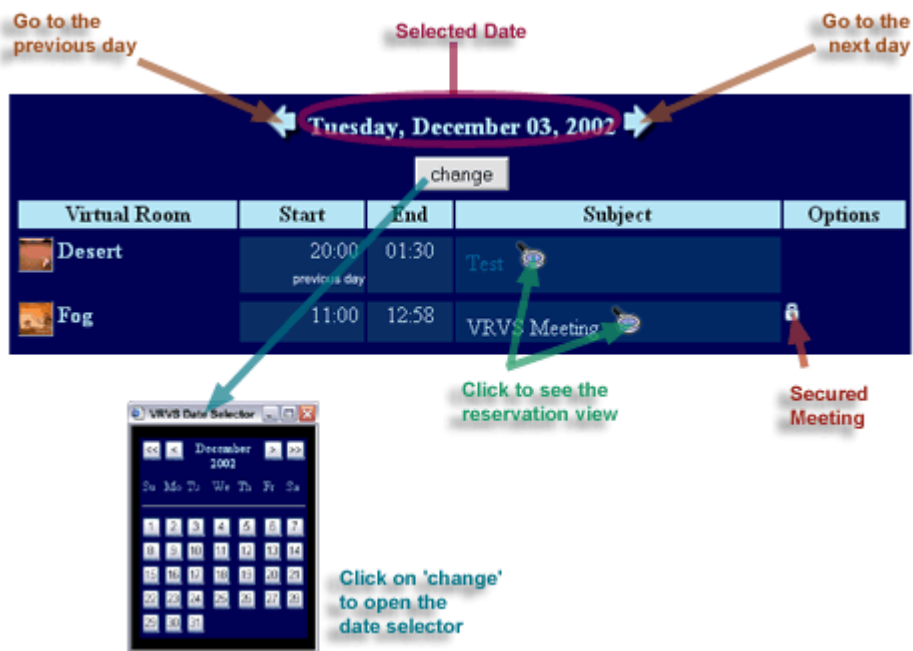 Go to the
previous day
Selected Date
Go to the
next day
Tuesday, December 03, 2002
change
Virtual Room Start End Subject Options
Desert 20:00 01:30 Test
previous day
Fog 11:00 12:58 VRVS Meeting
Click to see the
reservation view
Secured
Meeting
VRVS Date Selector
<< < December > >>
2002
Su Mo Tu We Th Fr Sa
1 2 3 4 5 6 7
8 9 10 11 12 13 14
15 16 17 18 19 20 21
22 23 24 25 26 27 28
29 30 31
Click on 'change'
to open the
date selector